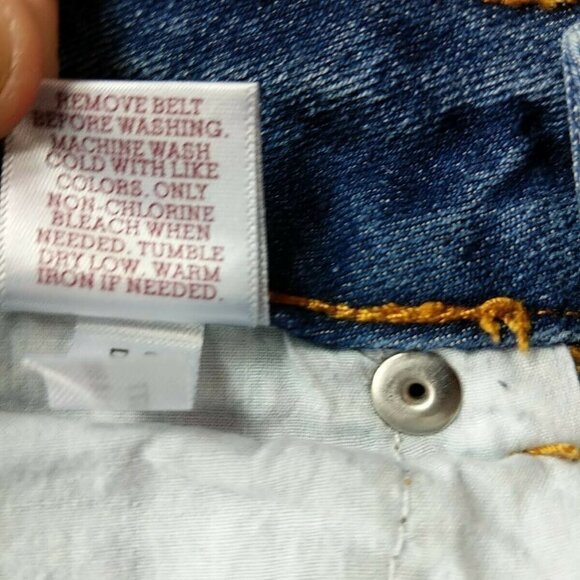 REMOVE BELT
BEFORE WASHING.
MACHINE WASH
COLD WITH LIKE
COLORS. ONLY
NON-CHLORINE
BLEACH WHEN
NEEDED. TUMBLE
DRY LOW. WARM
IRON IF NEEDED.